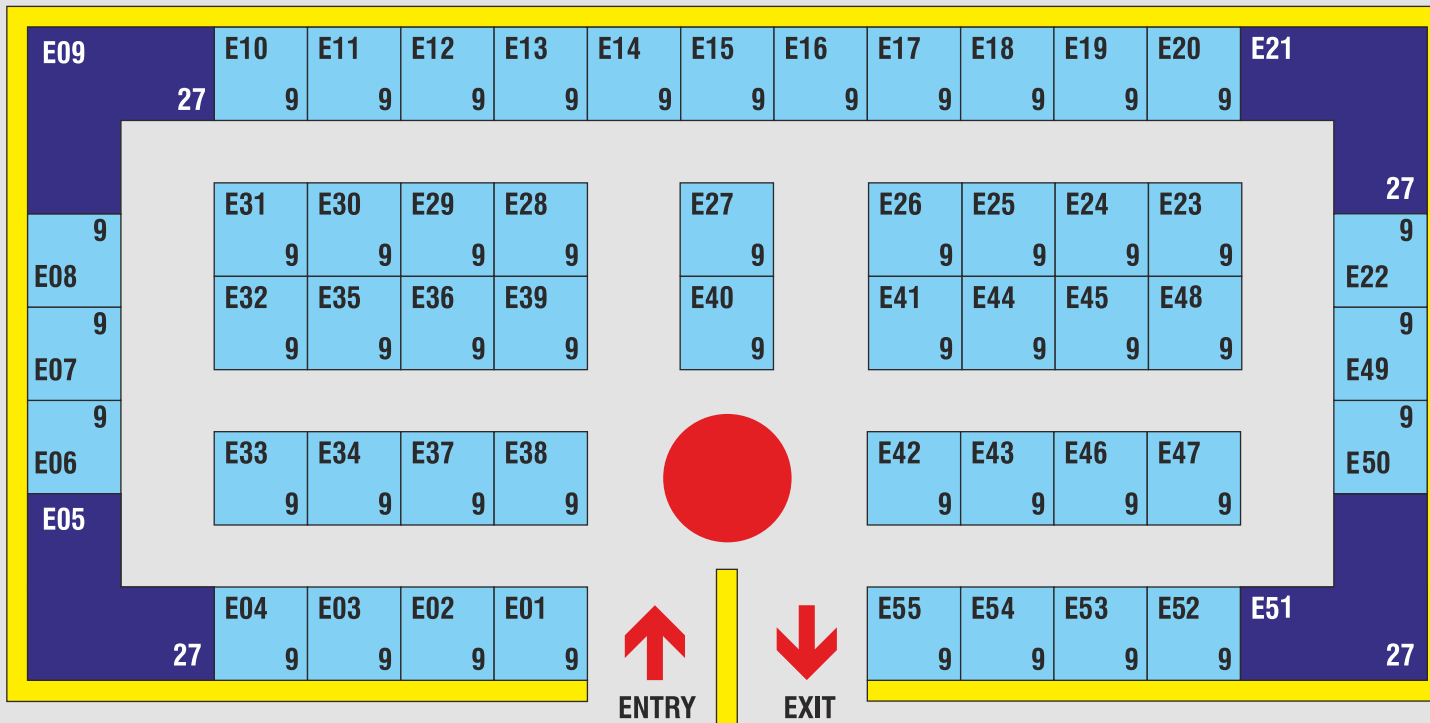 E09 E10 E11 E12 E13 E14 E15 E16 E17 E18 E19 E20 E21
27 9 9 9 9 9 9 9 9 9 9 9
E31 E30 E29 E28 E27 E26 E25 E24 E23 27
9 9
9 9 9 9 9 9 9 9 9
E08 E22
E32 E35 E36 E39 E40 E41 E44 E45 E48
9 9
9 9 9 9 9 9 9 9 9
E07 E49
9 9
E33 E34 E37 E38 E42 E43 E46 E47
E06 E50
9 9 9 9 9 9 9 9
E05
E04 E03 E02 E01 E55 E54 E53 E52 E51
27 9 9 9 9 9 9 9 9 27
ENTRY EXIT